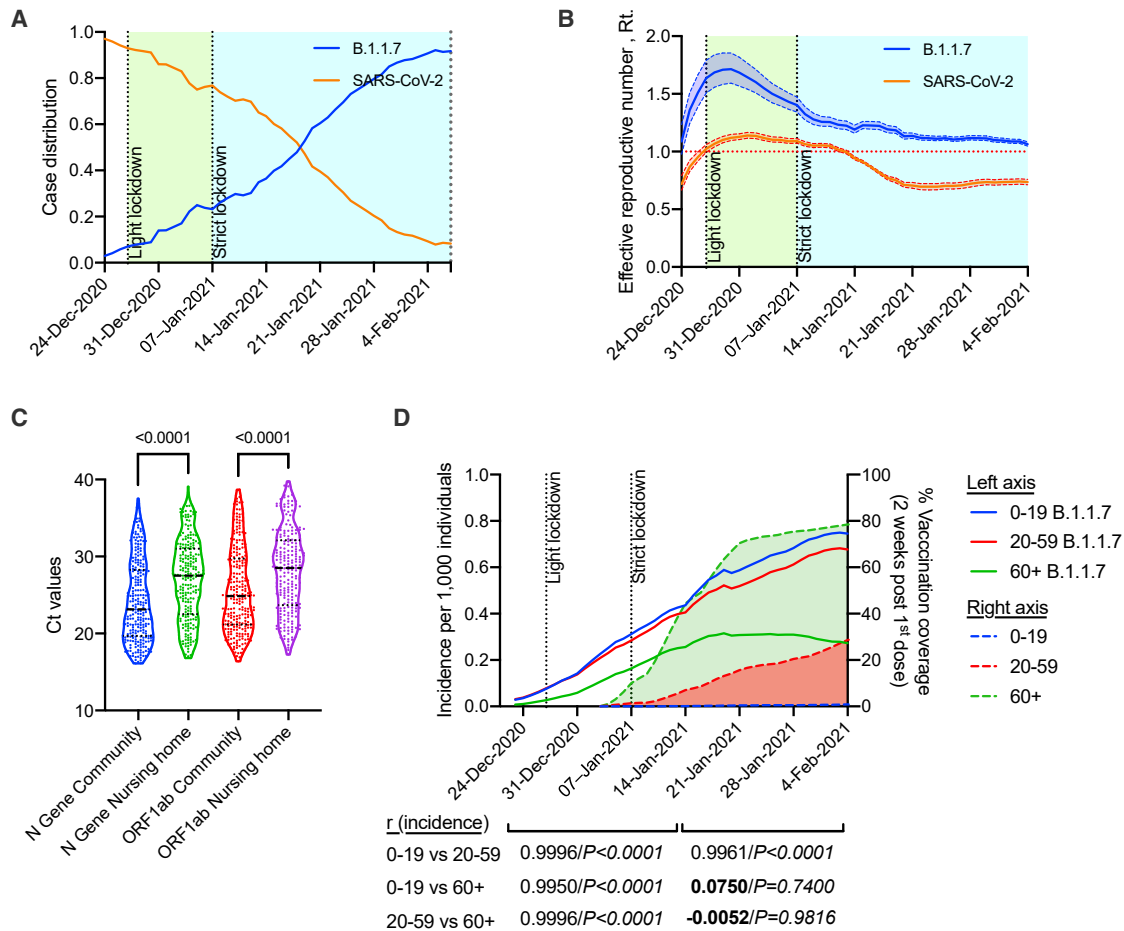 A
1.0
0.8
0.6
0.4
0.2
0.0
Case distribution
B.1.1.7
SARS-CoV-2
Light lockdown
Strict lockdown
24-Dec-2020
31-Dec-2020
07–Jan-2021
14-Jan-2021
21-Jan-2021
28-Jan-2021
4-Feb-2021
B
2.0
1.5
1.0
0.5
0.0
Effective reproductive number , Rt.
B.1.1.7
SARS-CoV-2
Light lockdown
Strict lockdown
24-Dec-2020
31-Dec-2020
07–Jan-2021
14-Jan-2021
21-Jan-2021
28-Jan-2021
4-Feb-2021
C
<0.0001
<0.0001
40
30
20
10
Ct values
N Gene Community
N Gene Nursing home
ORF1ab Community
ORF1ab Nursing home
D
1.0
0.8
0.6
0.4
0.2
0.0
Incidence per 1,000 individuals
Light lockdown
Strict lockdown
100
80
60
40
20
0
% Vacccination coverage
(2 weeks post 1st dose)
24-Dec-2020
31-Dec-2020
07–Jan-2021
14-Jan-2021
21-Jan-2021
28-Jan-2021
4-Feb-2021
Left axis
0-19 B.1.1.7
20-59 B.1.1.7
60+ B.1.1.7
Right axis
0-19
20-59
60+
r (incidence)
0-19 vs 20-59 0.9996/P<0.0001 0.9961/P<0.0001
0-19 vs 60+ 0.9950/P<0.0001 0.0750/P=0.7400
20-59 vs 60+ 0.9996/P<0.0001 -0.0052/P=0.9816